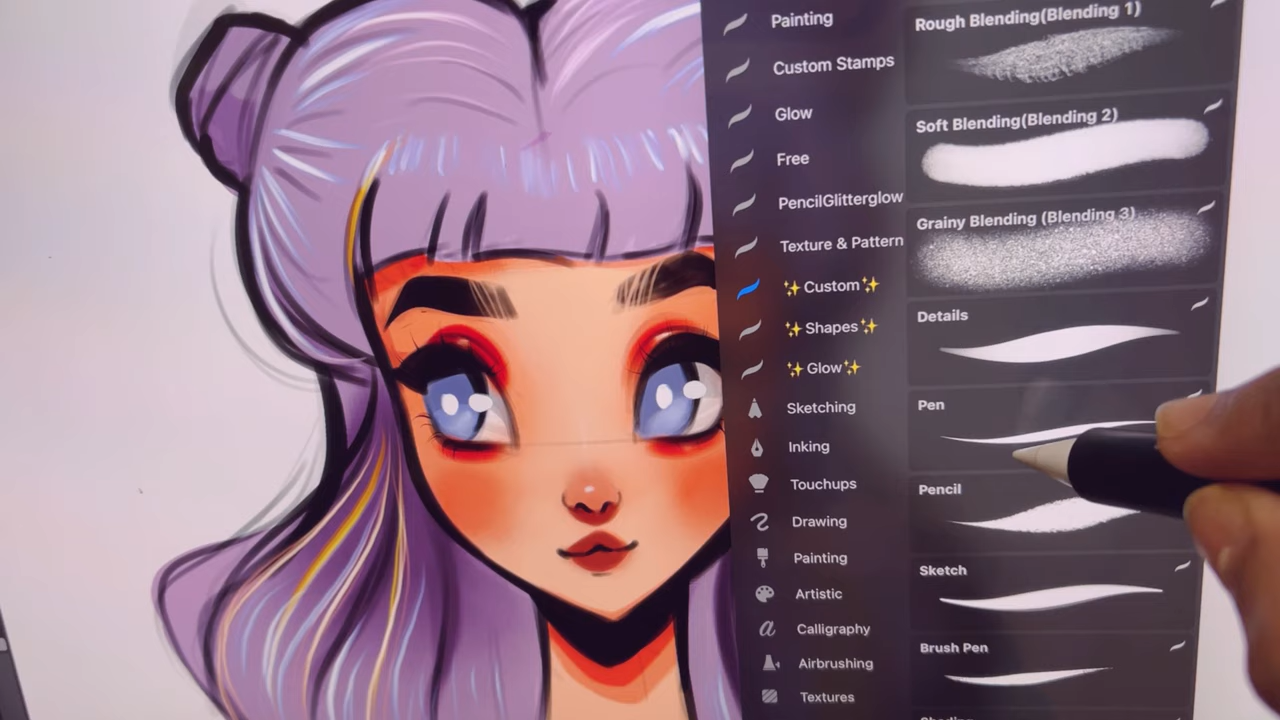 Painting
Custom Stamps
Glow
Free
PencilGlitterglow
Texture & Pattern
✨Custom✨
✨Shapes✨
✨Glow✨
Sketching
Inking
Touchups
Drawing
Painting
Artistic
Calligraphy
Airbrushing
Textures
Rough Blending(Blending 1)
Soft Blending(Blending 2)
Grainy Blending (Blending 3)
Details
Pen
Pencil
Sketch
Brush Pen